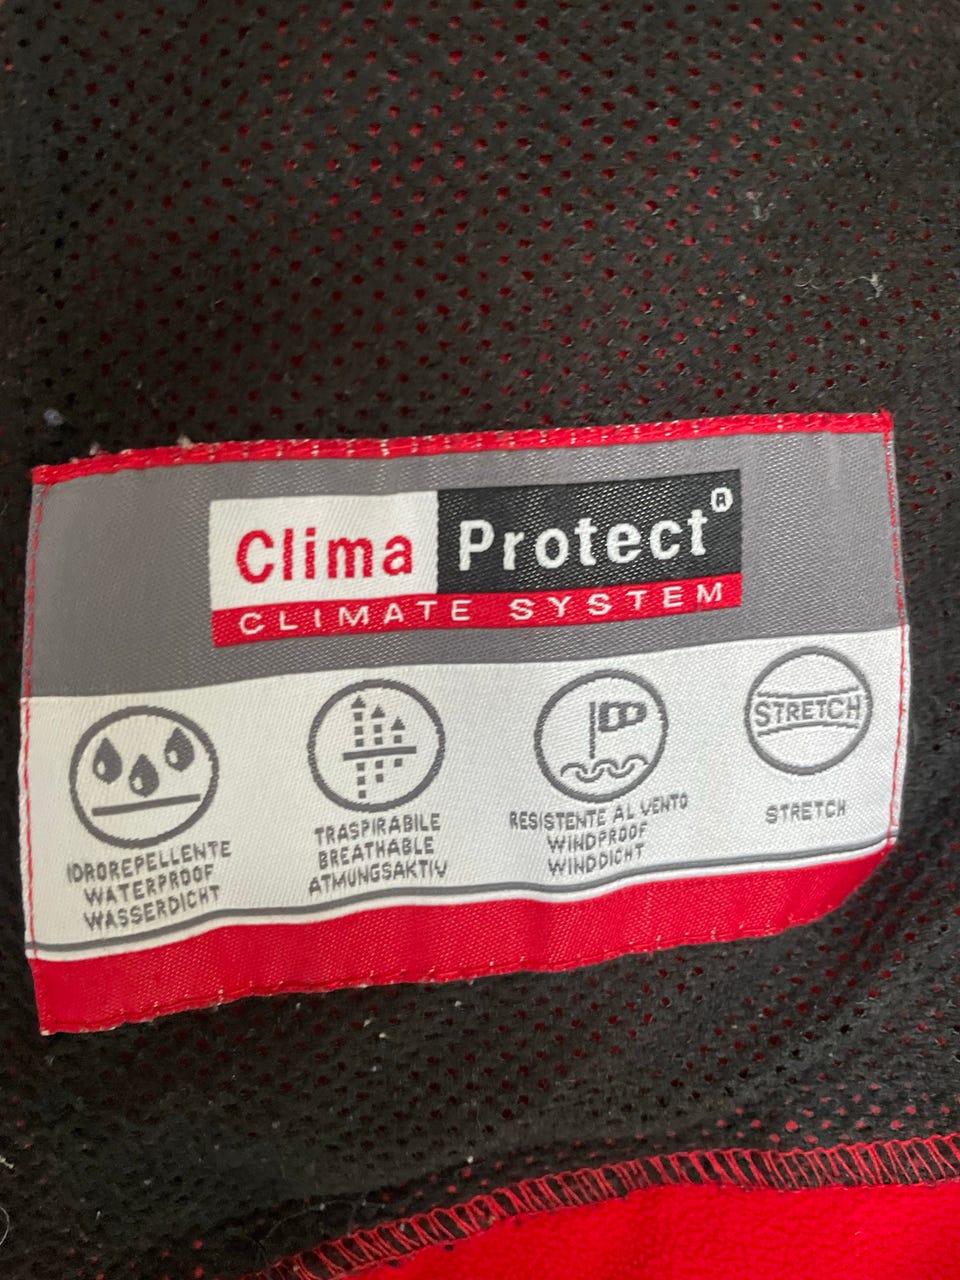 Clima Protect®
CLIMATE SYSTEM
STRETCH
IDROREPELLENTE
WATERPROOF
WASSERDICHT
TRASPIRABILE
BREATHABLE
ATMUNGSAKTIV
RESISTENTE AL VENTO
WINDPROOF
WINDDICHT
STRETCH